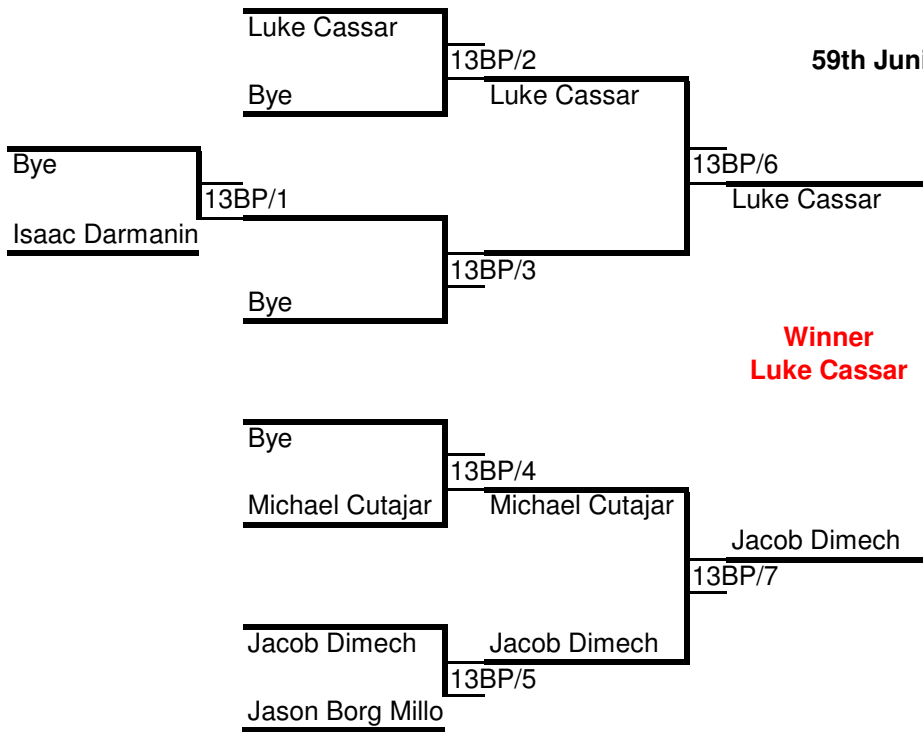 Luke Cassar
13BP/2
59th Juni
Bye
Luke Cassar
Bye
13BP/6
13BP/1
Luke Cassar
Isaac Darmanin
13BP/3
Bye
Winner
Luke Cassar
Bye
13BP/4
Michael Cutajar
Michael Cutajar
Jacob Dimech
13BP/7
Jacob Dimech
Jacob Dimech
13BP/5
Jason Borg Millo